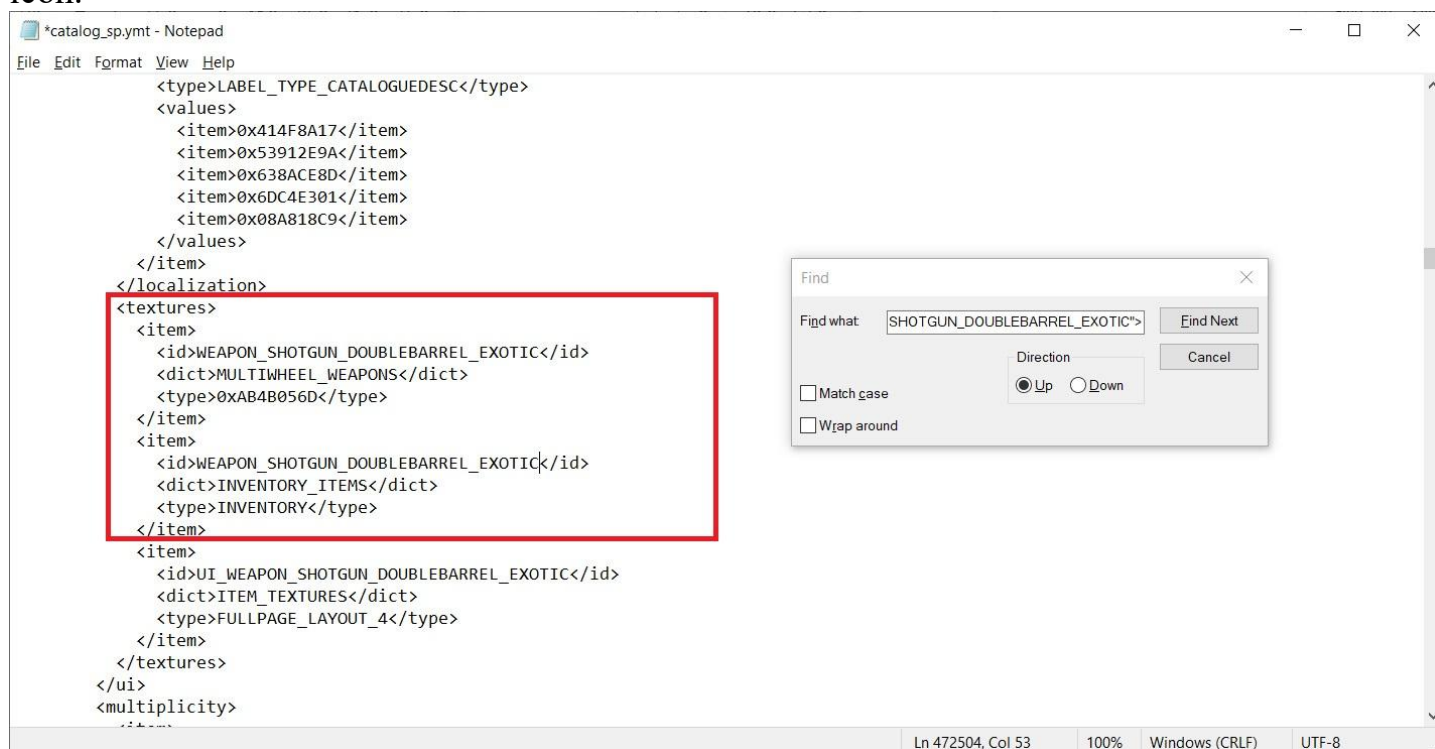 icon.
*catalog_sp.ymt - Notepad
File Edit Format View Help
<type>LABEL_TYPE_CATALOGUEDESC</type>
<values>
<item>0x414F8A17</item>
<item>0x53912E9A</item>
<item>0x638ACE8D</item>
<item>0x6DC4E301</item>
<item>0x08A818C9</item>
</values>
</item>
</localization>
<textures>
<item>
<id>WEAPON_SHOTGUN_DOUBLEBARREL_EXOTIC</id>
<dict>MULTIWHEEL_WEAPONS</dict>
<type>0xAB4B056D</type>
</item>
<item>
<id>WEAPON_SHOTGUN_DOUBLEBARREL_EXOTIC</id>
<dict>INVENTORY_ITEMS</dict>
<type>INVENTORY</type>
</item>
<item>
<id>UI_WEAPON_SHOTGUN_DOUBLEBARREL_EXOTIC</id>
<dict>ITEM_TEXTURES</dict>
<type>FULLPAGE_LAYOUT_4</type>
</item>
</textures>
</ui>
<multiplicity>
Find
Find what: SHOTGUN_DOUBLEBARREL_EXOTIC"> Find Next
Direction Cancel
Match case Up Down
Wrap around
Ln 472504, Col 53 100% Windows (CRLF) UTF-8